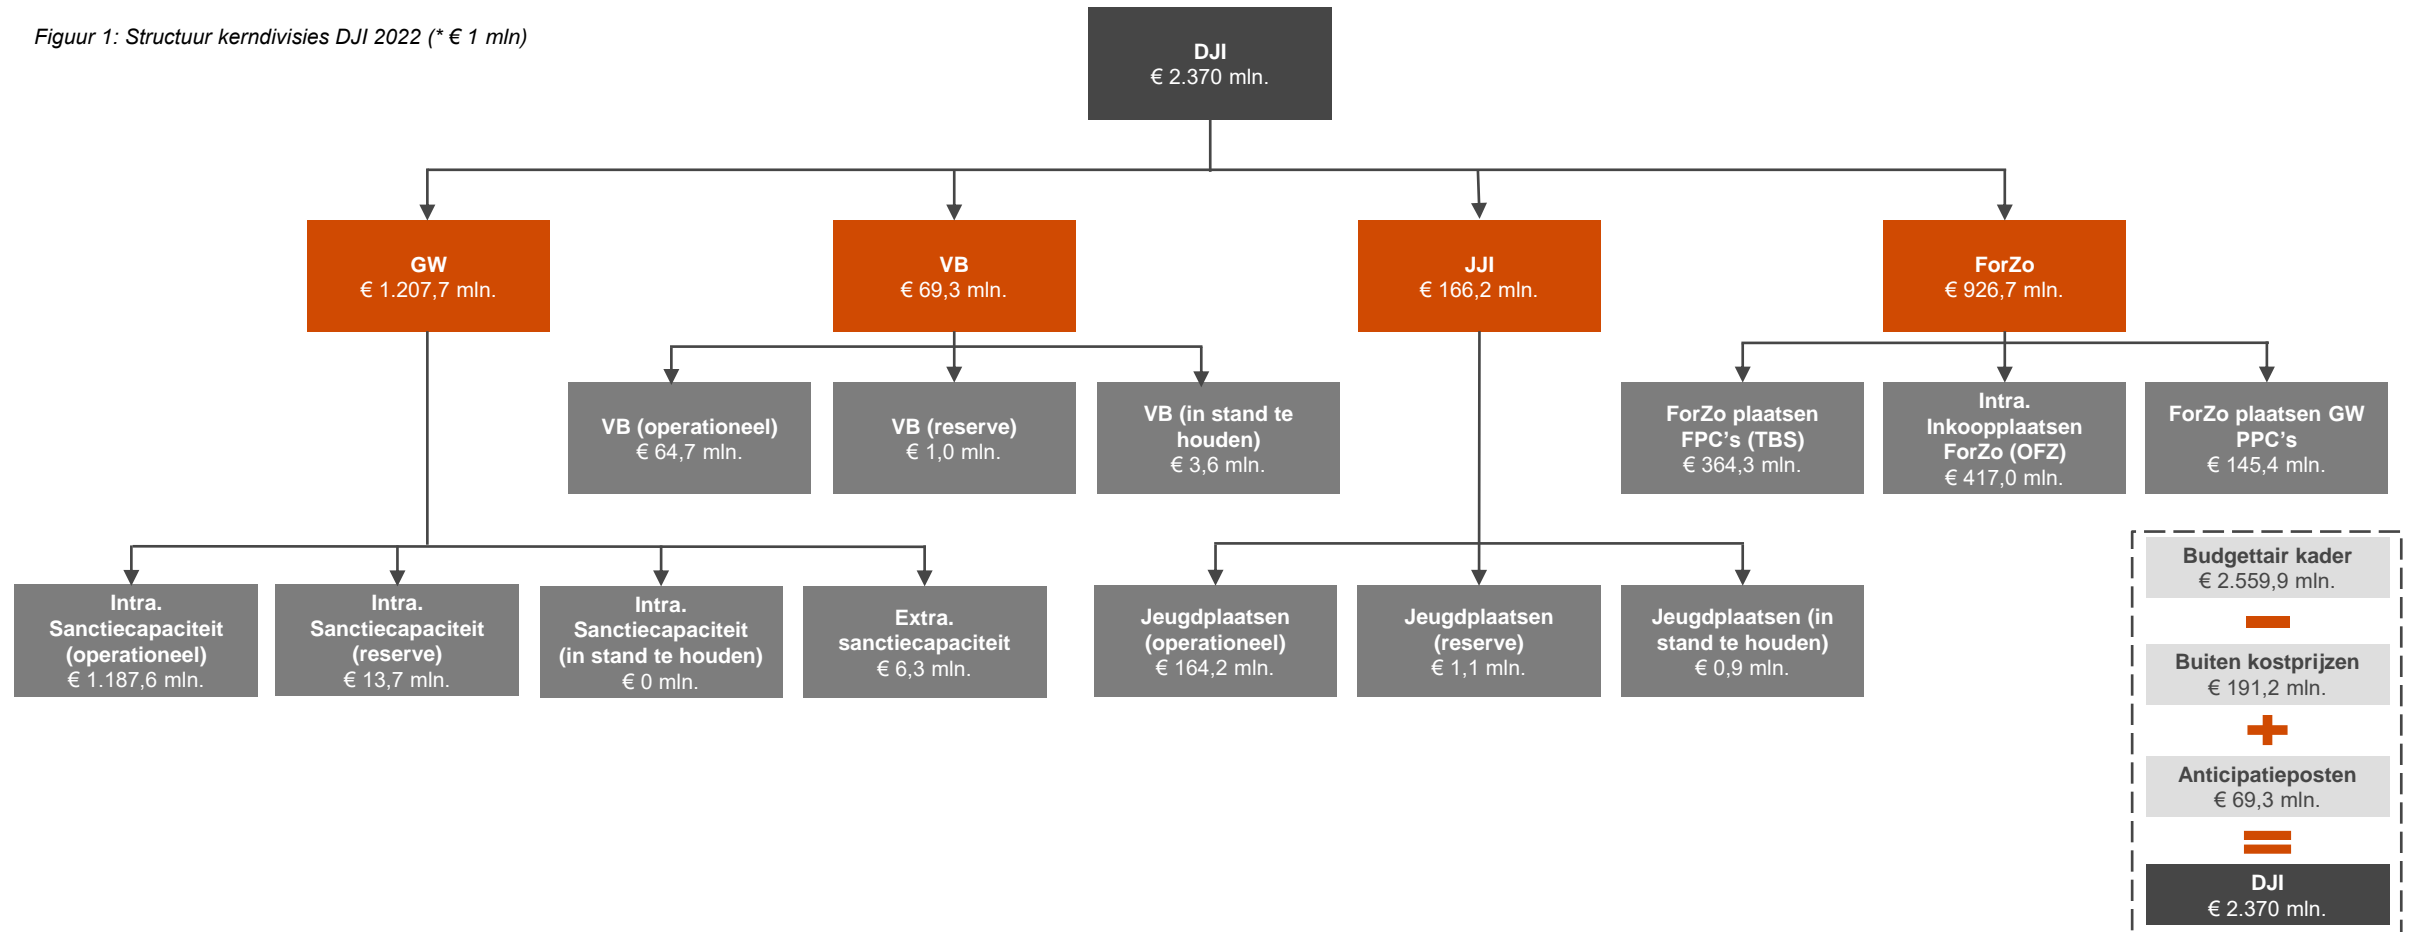 Figuur 1: Structuur kerndivisies DJI 2022 (* € 1 mln)
DJI
€ 2.370 mln.
GW
€ 1.207,7 mln.
VB
€ 69,3 mln.
JJI
€ 166,2 mln.
ForZo
€ 926,7 mln.
VB (operationeel)
€ 64,7 mln.
VB (reserve)
€ 1,0 mln.
VB (in stand te
houden)
€ 3,6 mln.
ForZo plaatsen
FPC’s (TBS)
€ 364,3 mln.
Intra.
Inkoopplaatsen
ForZo (OFZ)
€ 417,0 mln.
ForZo plaatsen GW
PPC’s
€ 145,4 mln.
Intra.
Sanctiecapaciteit
(operationeel)
€ 1.187,6 mln.
Intra.
Sanctiecapaciteit
(reserve)
€ 13,7 mln.
Intra.
Sanctiecapaciteit
(in stand te houden)
€ 0 mln.
Extra.
sanctiecapaciteit
€ 6,3 mln.
Jeugdplaatsen
(operationeel)
€ 164,2 mln.
Jeugdplaatsen
(reserve)
€ 1,1 mln.
Jeugdplaatsen (in
stand te houden)
€ 0,9 mln.
Budgettair kader
€ 2.559,9 mln.
Buiten kostprijzen
€ 191,2 mln.
Anticipatieposten
€ 69,3 mln.
DJI
€ 2.370 mln.